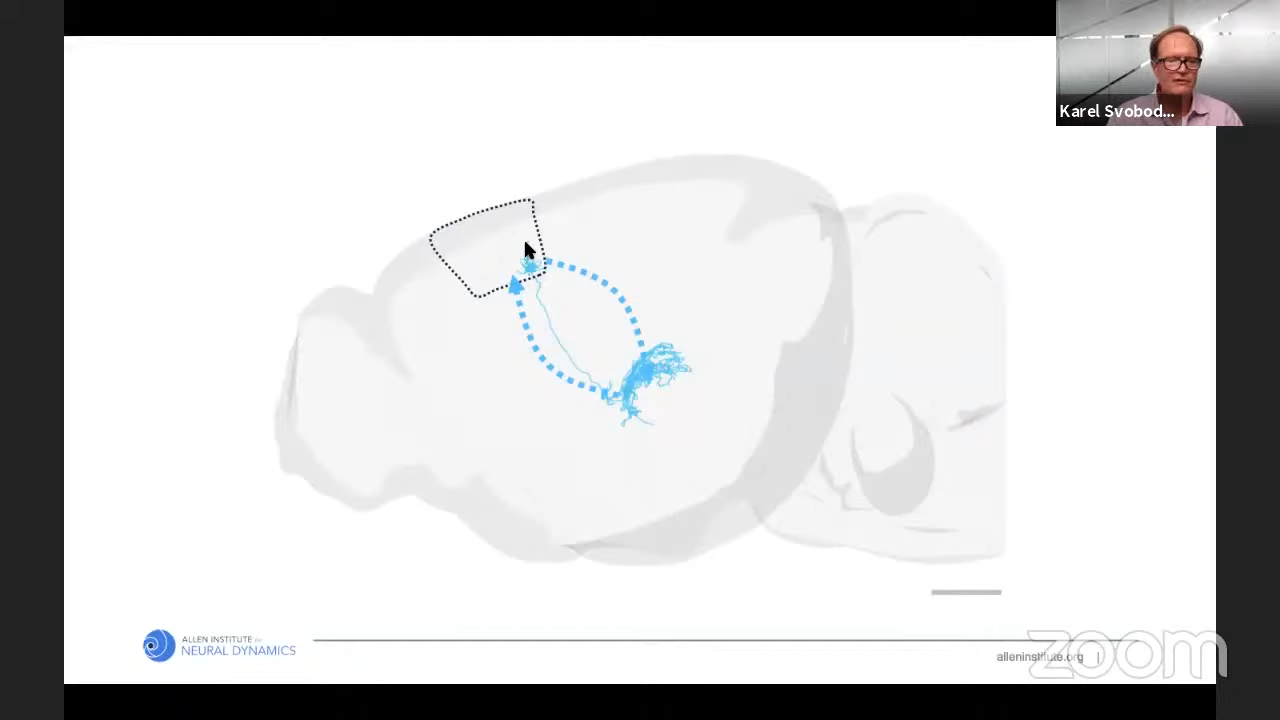 Karel Svobod...
ALLEN INSTITUTE for
NEURAL DYNAMICS
alleninstitute.org |
zoom